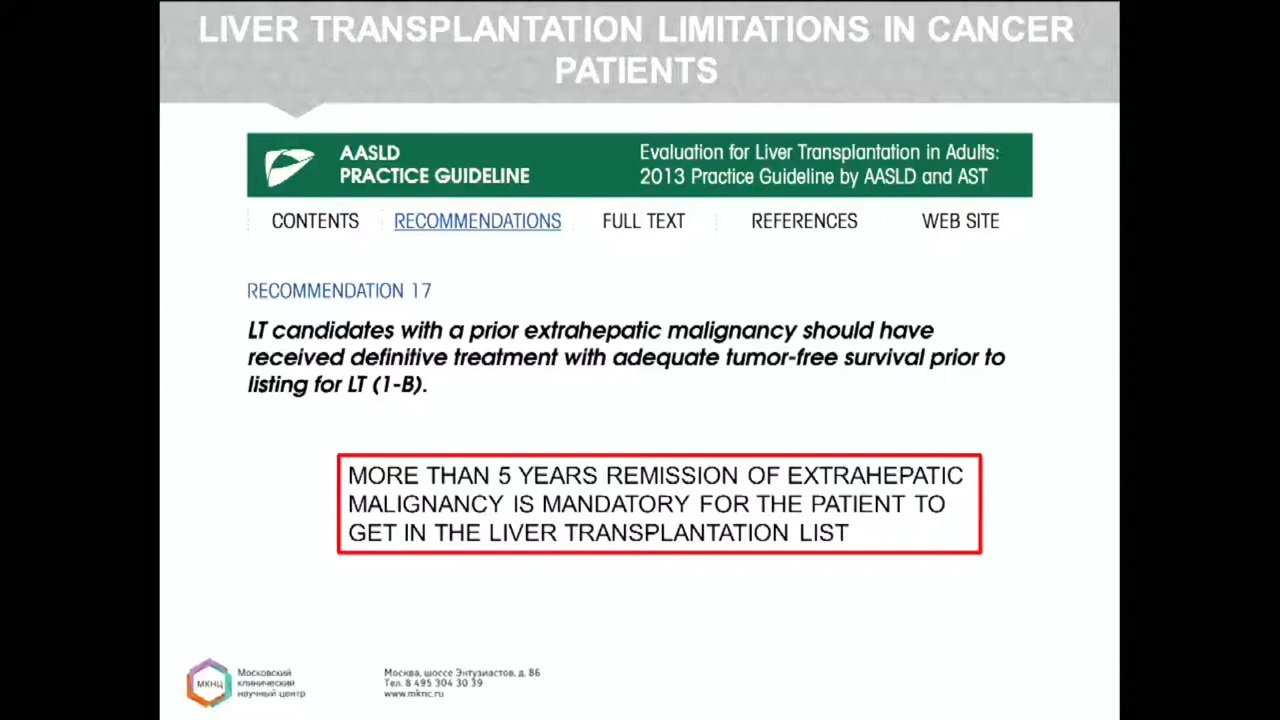 LIVER TRANSPLANTATION LIMITATIONS IN CANCER
PATIENTS
AASLD
PRACTICE GUIDELINE
Evaluation for Liver Transplantation in Adults:
2013 Practice Guideline by AASLD and AST
CONTENTS RECOMMENDATIONS FULL TEXT REFERENCES WEB SITE
RECOMMENDATION 17
LT candidates with a prior extrahepatic malignancy should have
received definitive treatment with adequate tumor-free survival prior to
listing for LT (1-B).
MORE THAN 5 YEARS REMISSION OF EXTRAHEPATIC
MALIGNANCY IS MANDATORY FOR THE PATIENT TO
GET IN THE LIVER TRANSPLANTATION LIST
МКНЦ
Московский
клинический
научный центр
Москва, шоссе Энтузиастов, д. 86
Тел. 8 495 304 30 39
www.mknc.ru